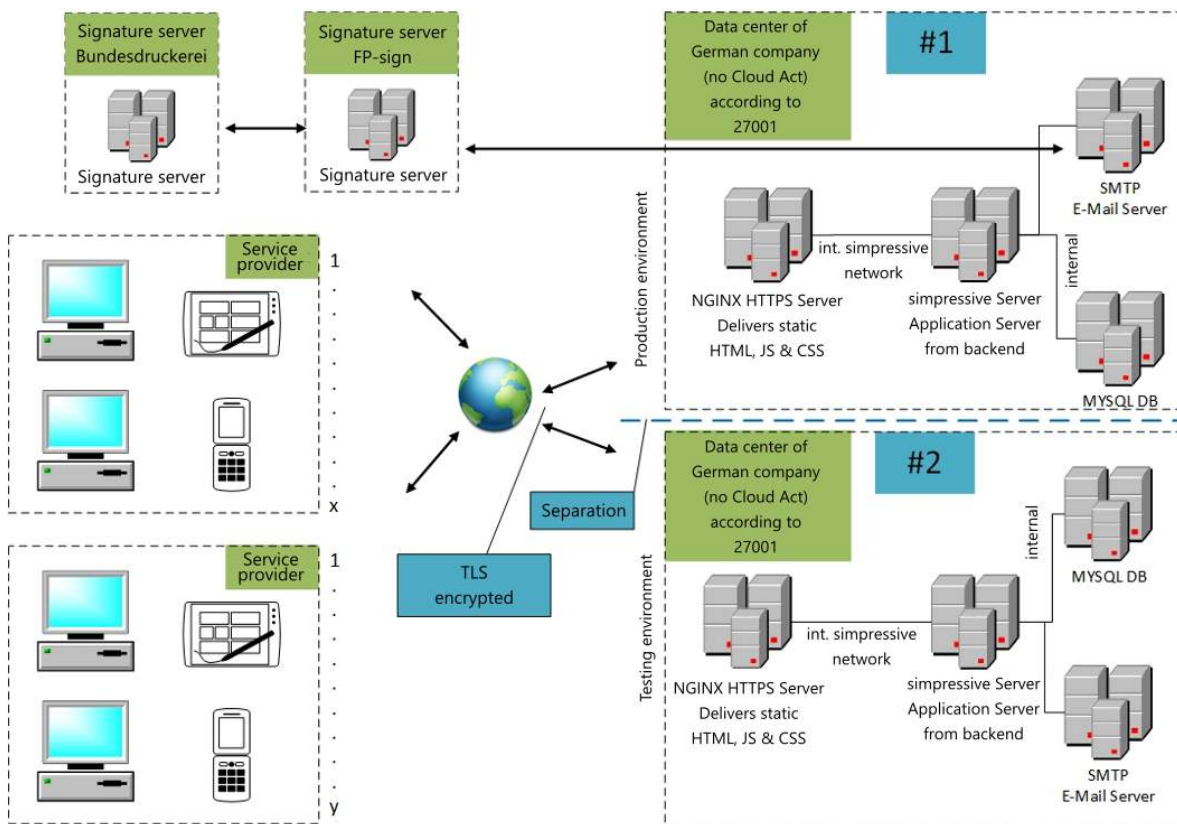 Signature server
Bundesdruckerei
Signature server
Signature server
FP-sign
Signature server
Data center of
German company
(no Cloud Act)
according to
27001
#1
Production environment
NGINX HTTPS Server
Delivers static
HTML, JS & CSS
int. simpressive
network
simpressive Server
Application Server
from backend
internal
SMTP
E-Mail Server
MYSQL DB
Service
provider
1
.
.
.
.
.
.
.
x
Service
provider
1
.
.
.
.
.
.
.
y
TLS
encrypted
Separation
Data center of
German company
(no Cloud Act)
according to
27001
#2
Testing environment
NGINX HTTPS Server
Delivers static
HTML, JS & CSS
int. simpressive
network
simpressive Server
Application Server
from backend
internal
MYSQL DB
SMTP
E-Mail Server